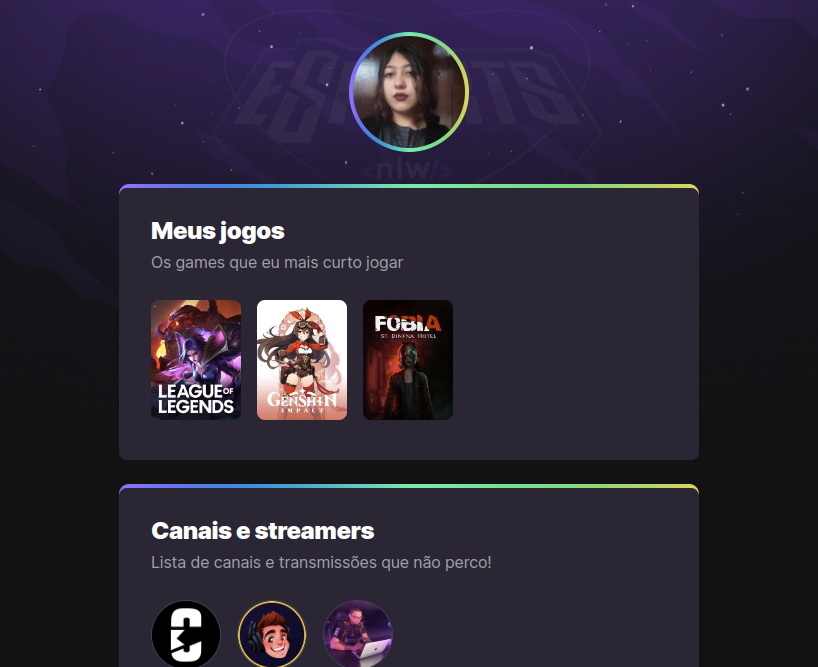 ESPORTS
<nlw/>
Meus jogos
Os games que eu mais curto jogar
LEAGUE OF
LEGENDS
GENSHIN
IMPACT
FOBIA
ST. DINFNA HOTEL
Canais e streamers
Lista de canais e transmissões que não perco!